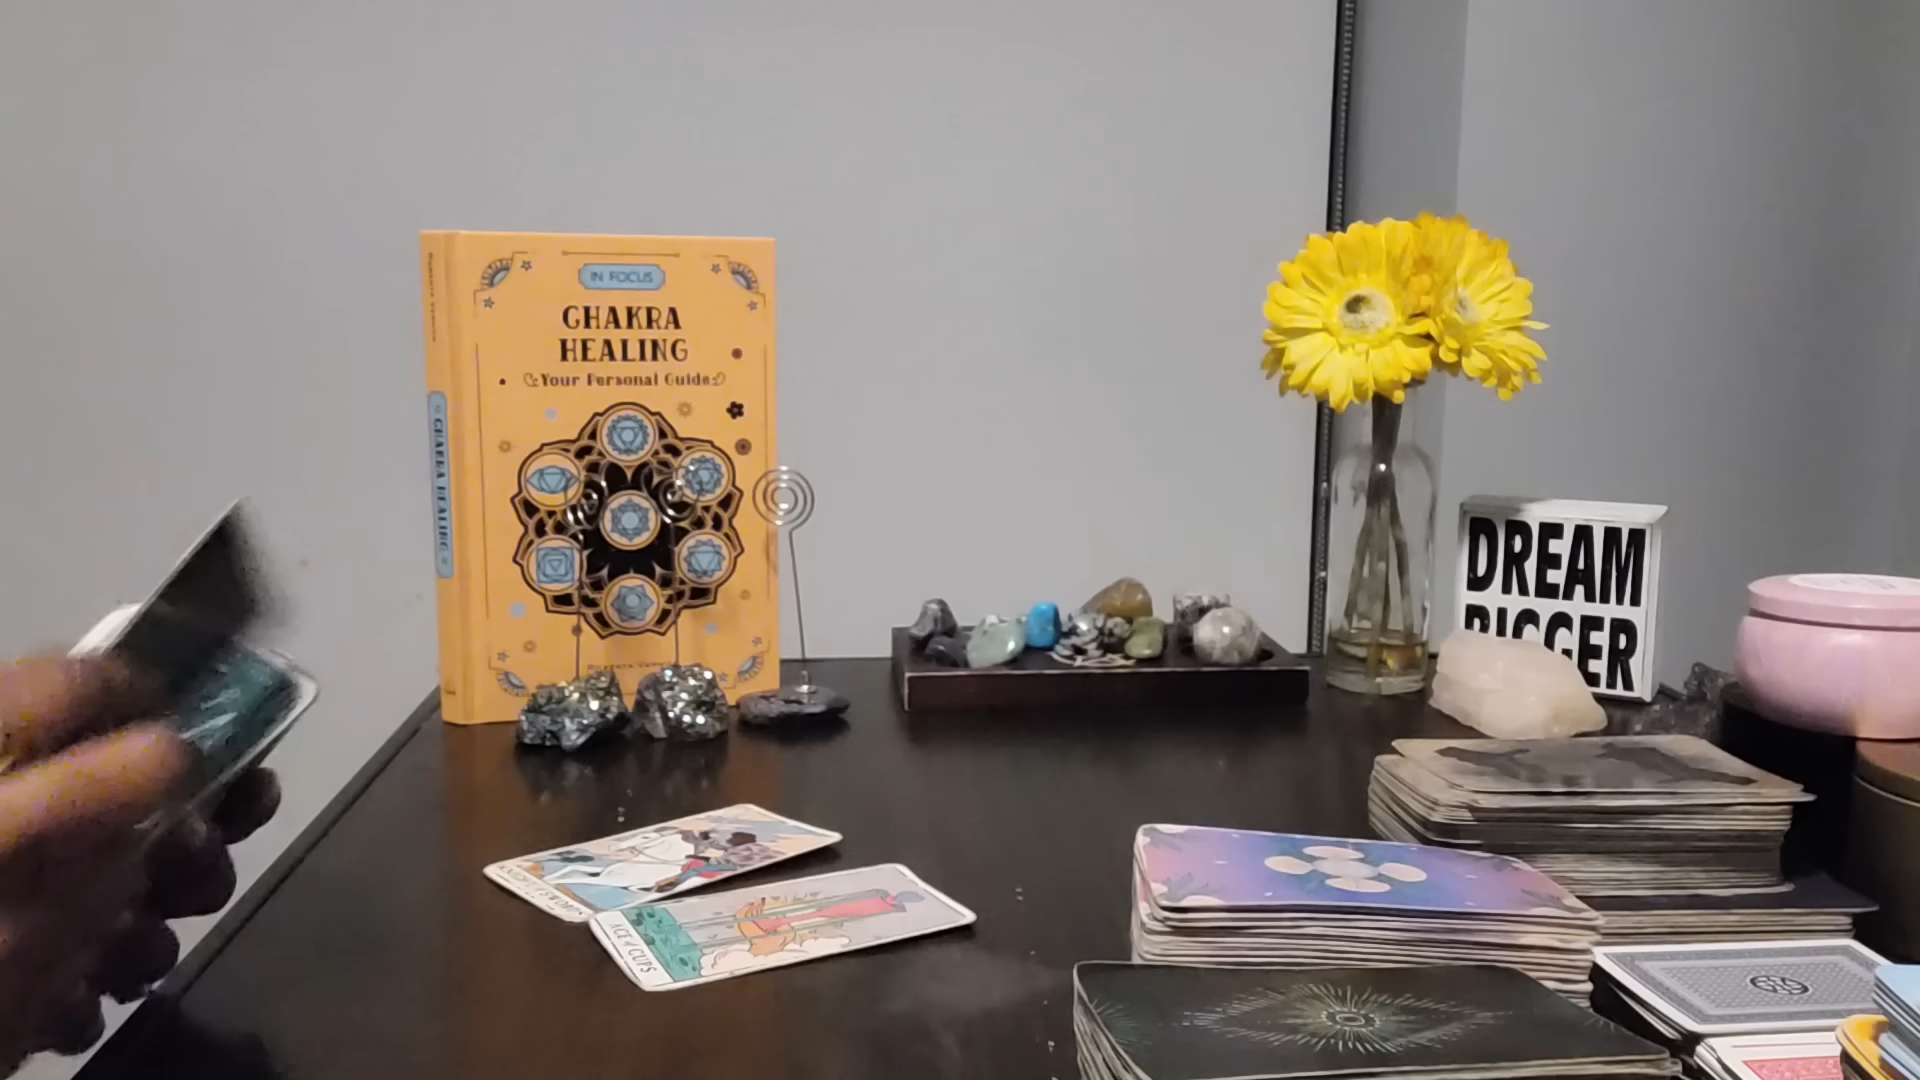 IN FOCUS
CHAKRA
HEALING
Your Personal Guide
CHAKRA HEALING
DREAM
BIGGER
KNIGHT of SWORDS
ACE of CUPS